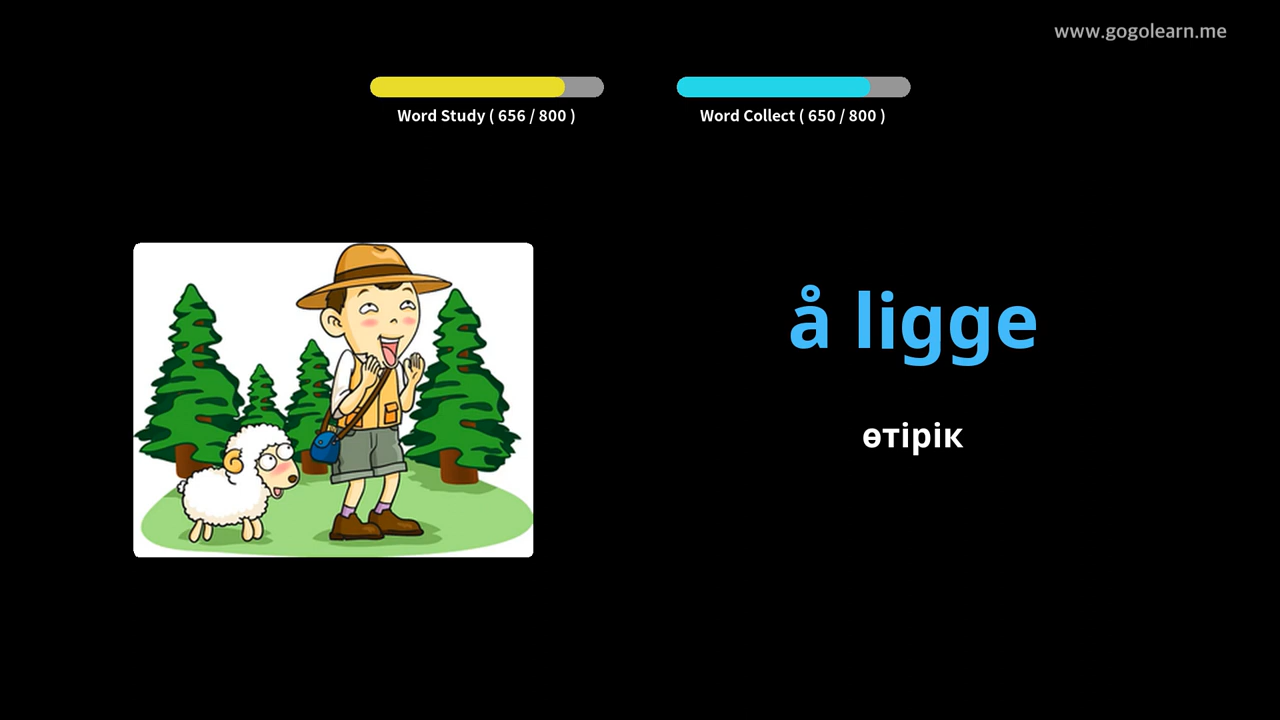 www.gogolearn.me
Word Study ( 656 / 800 )
Word Collect ( 650 / 800 )
å ligge
өтірік